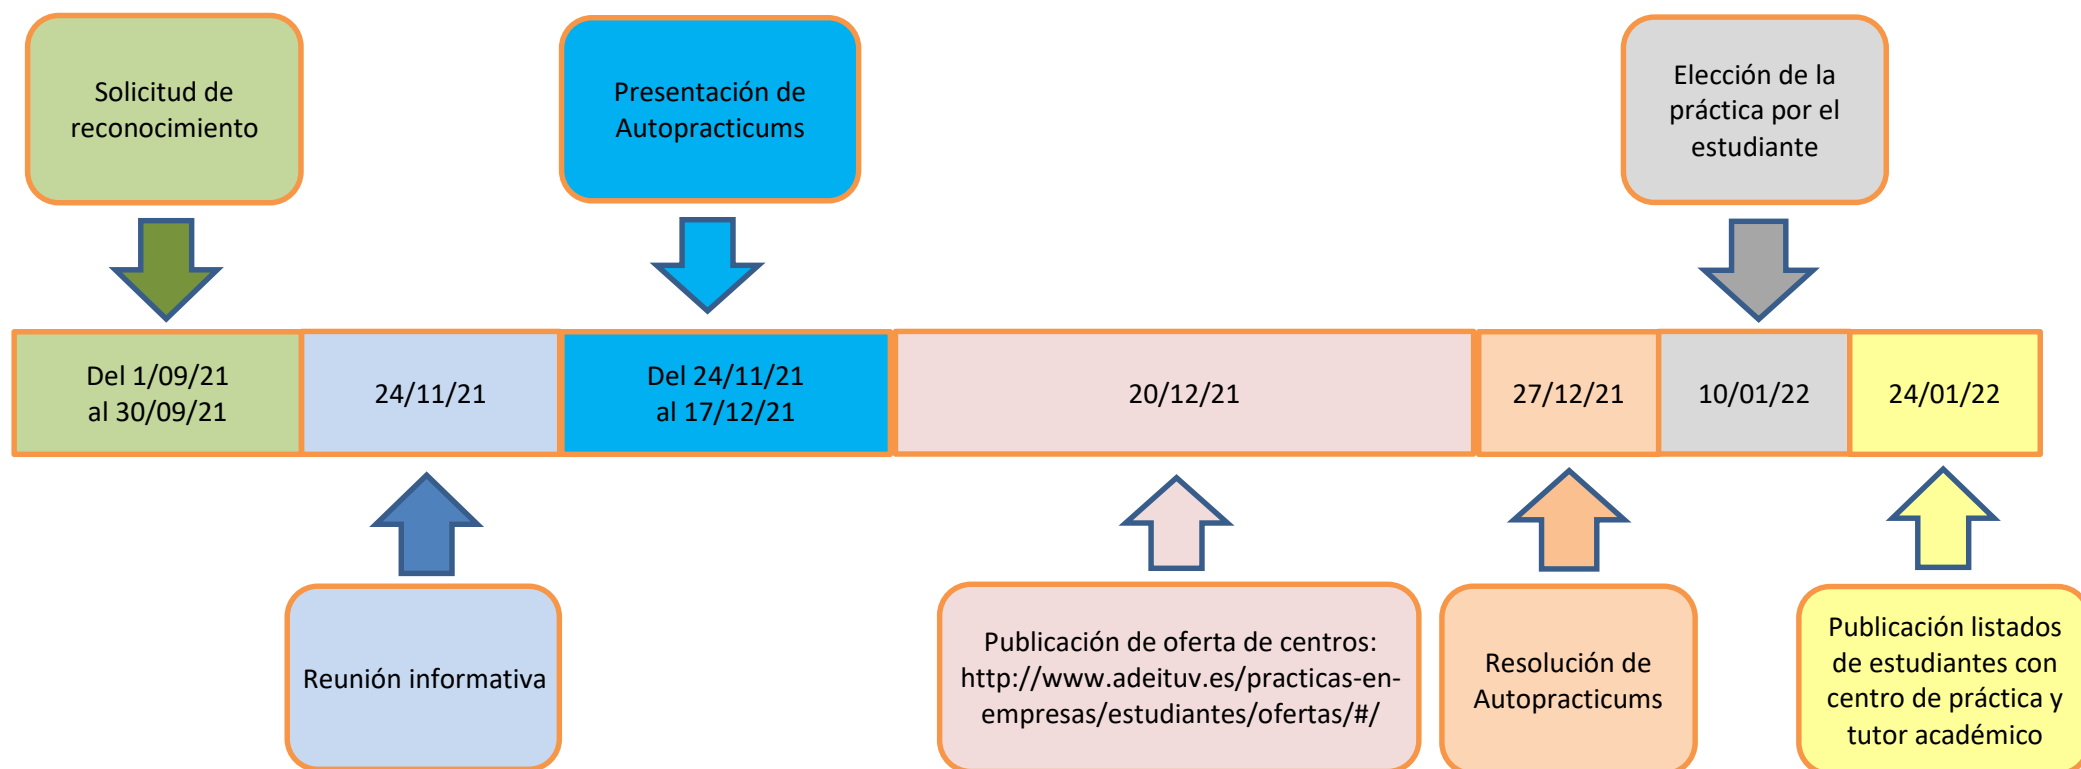 Solicitud de
reconocimiento
Presentación de
Autopracticums
Elección de la
práctica por el
estudiante
Del 1/09/21
al 30/09/21
24/11/21
Del 24/11/21
al 17/12/21
20/12/21
27/12/21
10/01/22
24/01/22
Reunión informativa
Publicación de oferta de centros:
http://www.adeituv.es/practicas-en-
empresas/estudiantes/ofertas/#/
Resolución de
Autopracticums
Publicación listados
de estudiantes con
centro de práctica y
tutor académico